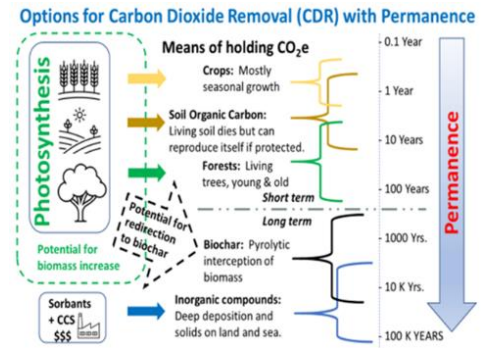 Options for Carbon Dioxide Removal (CDR) with Permanence
Photosynthesis
Potential for
biomass increase
Sorbants
+ CCS
$$$
Means of holding CO₂e
Crops: Mostly
seasonal growth
Soil Organic Carbon:
Living soil dies but can
reproduce itself if protected.
Forests: Living
trees, young & old
Short term
Long term
Potential for
redirection
to biochar
Biochar: Pyrolytic
interception of
biomass
Inorganic compounds:
Deep deposition and
solids on land and sea.
- 0.1 Year
- 1 Year
- 10 Years
- 100 Years
- 1000 Yrs.
- 10 K Yrs.
- 100 K YEARS
Permanence